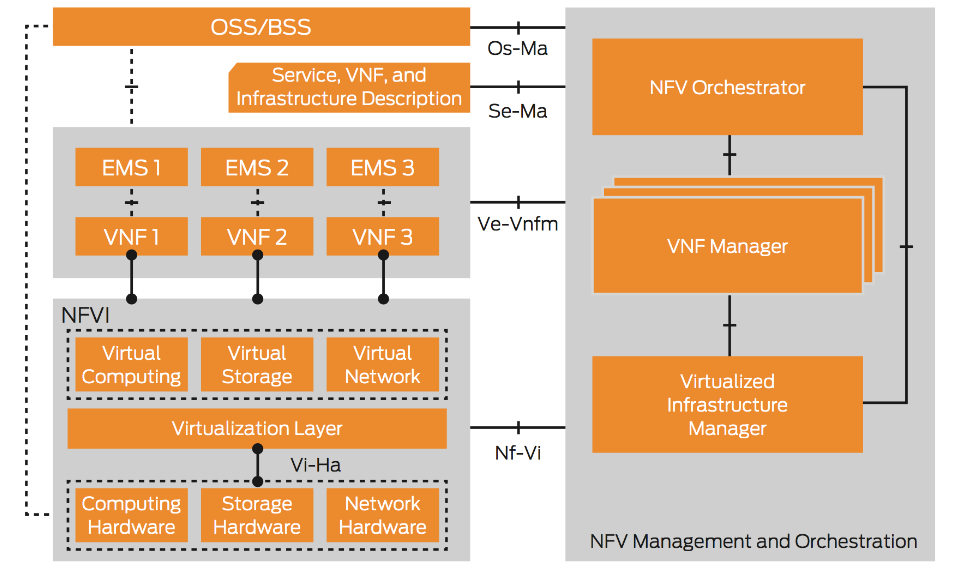 OSS/BSS
Os-Ma
Service, VNF, and
Infrastructure Description
Se-Ma
NFV Orchestrator
EMS 1
EMS 2
EMS 3
Ve-Vnfm
VNF 1
VNF 2
VNF 3
VNF Manager
NFVI
Virtual
Computing
Virtual
Storage
Virtual
Network
Virtualized
Infrastructure
Manager
Virtualization Layer
Nf-Vi
Vi-Ha
Computing
Hardware
Storage
Hardware
Network
Hardware
NFV Management and Orchestration